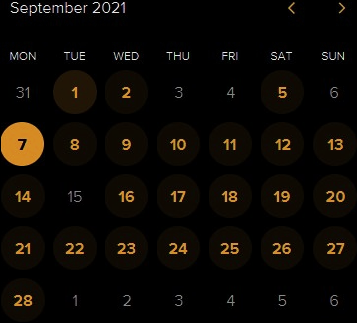 September 2021 < >
MON TUE WED THU FRI SAT SUN
31 1 2 3 4 5 6
7 8 9 10 11 12 13
14 15 16 17 18 19 20
21 22 23 24 25 26 27
28 1 2 3 4 5 6